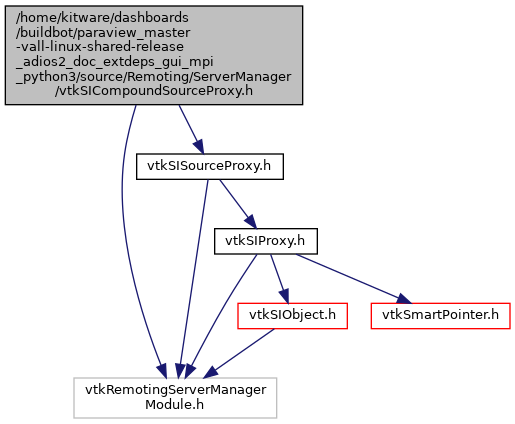 /home/kitware/dashboards
/buildbot/paraview_master
-vall-linux-shared-release
_adios2_doc_extdeps_gui_mpi
_python3/source/Remoting/ServerManager
/vtkSICompoundSourceProxy.h
vtkSISourceProxy.h
vtkSIProxy.h
vtkSIObject.h
vtkSmartPointer.h
vtkRemotingServerManager
Module.h